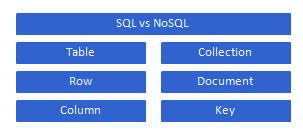 SQL vs NoSQL
Table Collection
Row Document
Column Key